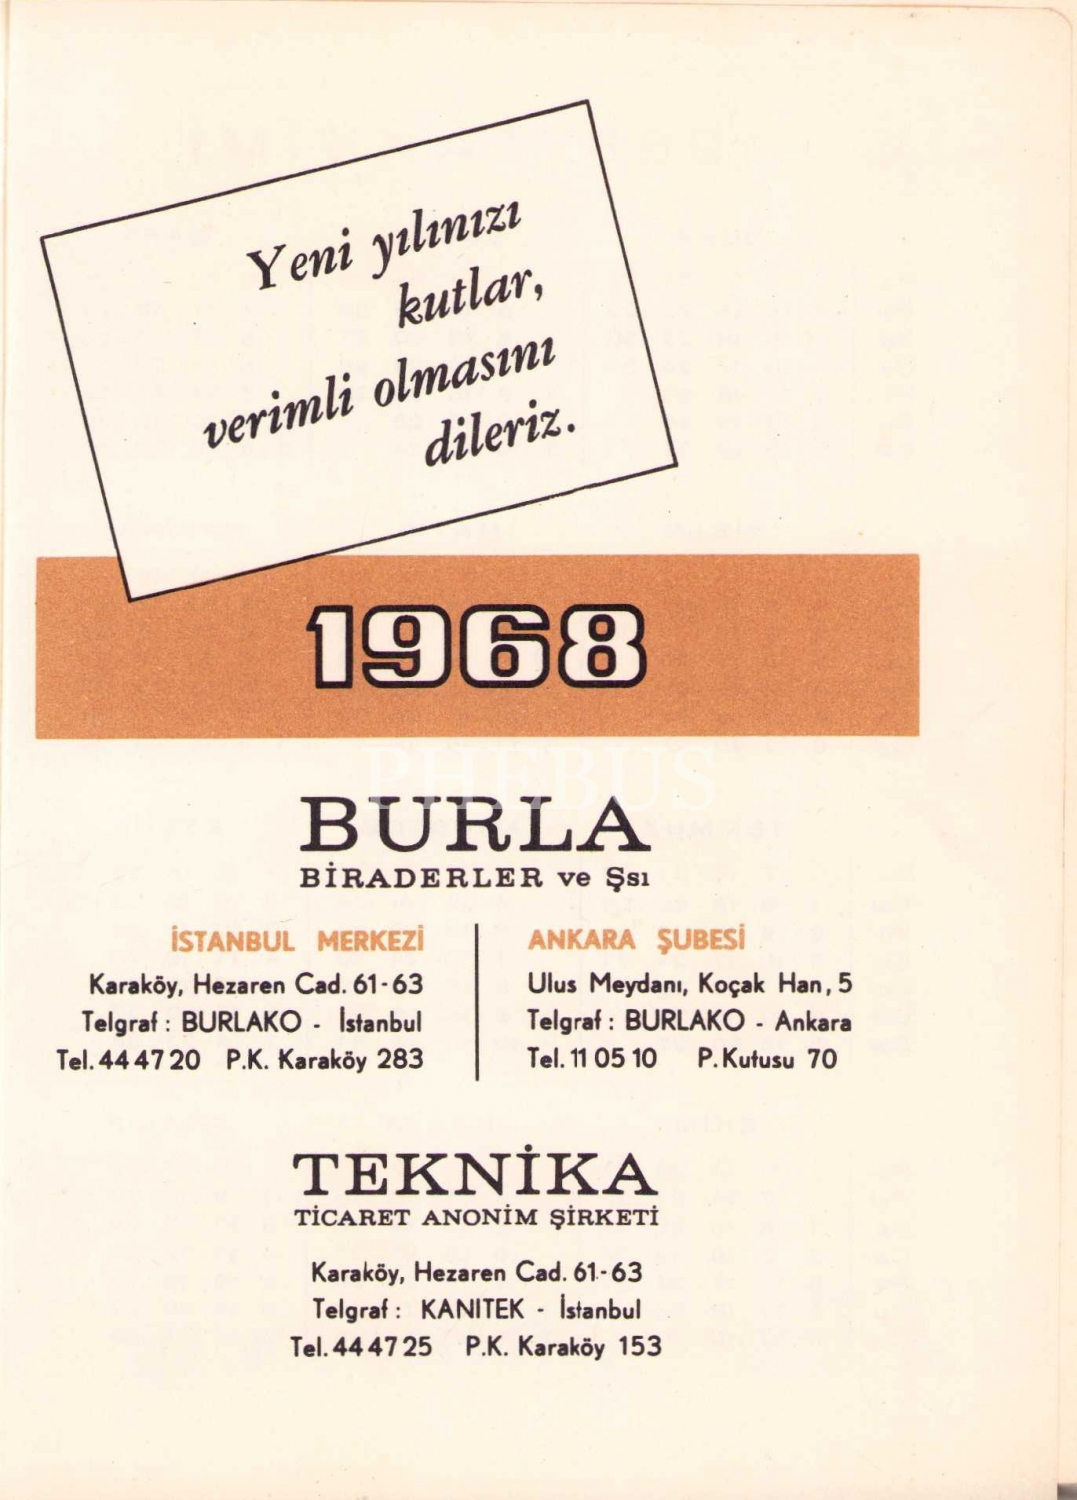 Yeni yılınızı
kutlar,
verimli olmasını
dileriz.
1968
PHEBUS
BURLA
BİRADERLER ve Şsı
İSTANBUL MERKEZİ
Karaköy, Hezaren Cad. 61-63
Telgraf : BURLAKO - İstanbul
Tel. 44 47 20 P.K. Karaköy 283
ANKARA ŞUBESİ
Ulus Meydanı, Koçak Han, 5
Telgraf : BURLAKO - Ankara
Tel. 11 05 10 P. Kutusu 70
TEKNİKA
TİCARET ANONİM ŞİRKETİ
Karaköy, Hezaren Cad. 61-63
Telgraf : KANITEK - İstanbul
Tel. 44 47 25 P.K. Karaköy 153